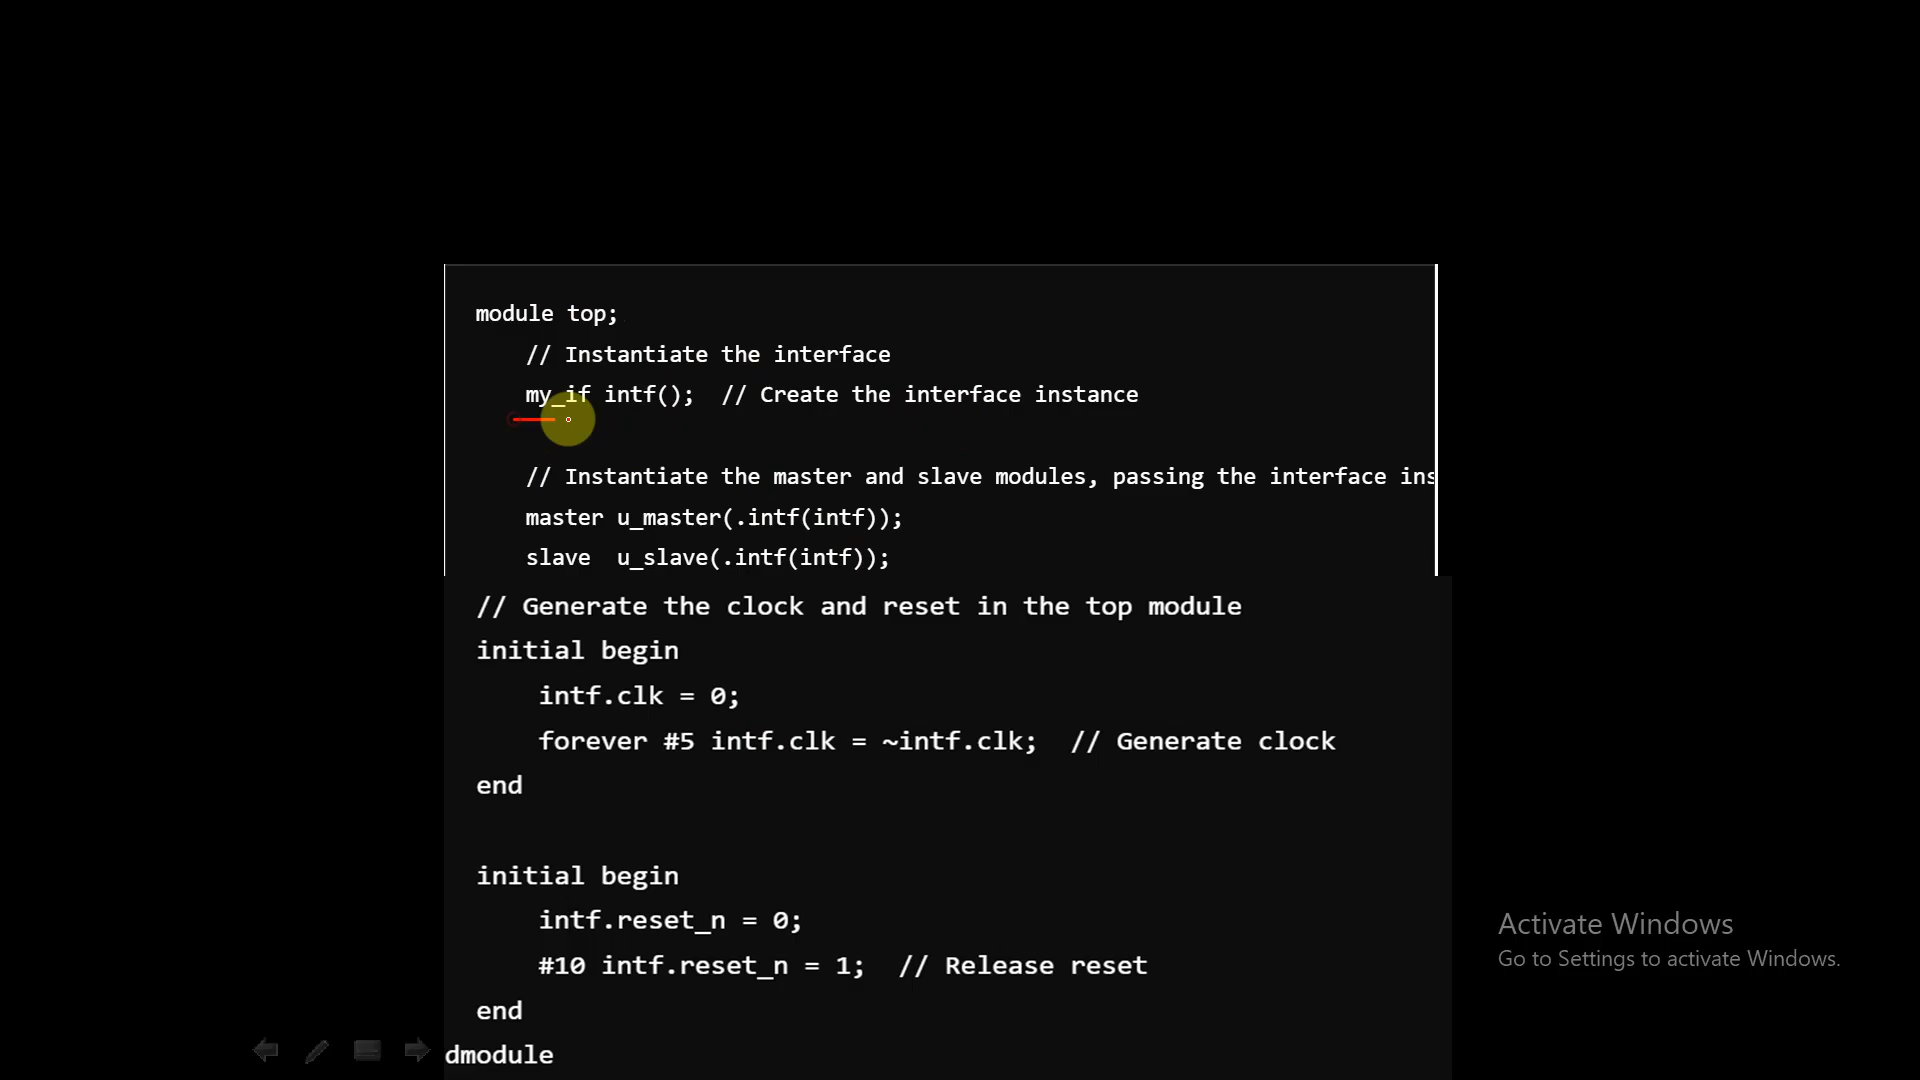 module top;
// Instantiate the interface
my_if intf();  // Create the interface instance
// Instantiate the master and slave modules, passing the interface ins
master u_master(.intf(intf));
slave  u_slave(.intf(intf));
// Generate the clock and reset in the top module
initial begin
intf.clk = 0;
forever #5 intf.clk = ~intf.clk;  // Generate clock
end
initial begin
intf.reset_n = 0;
#10 intf.reset_n = 1;  // Release reset
end
dmodule
Activate Windows
Go to Settings to activate Windows.